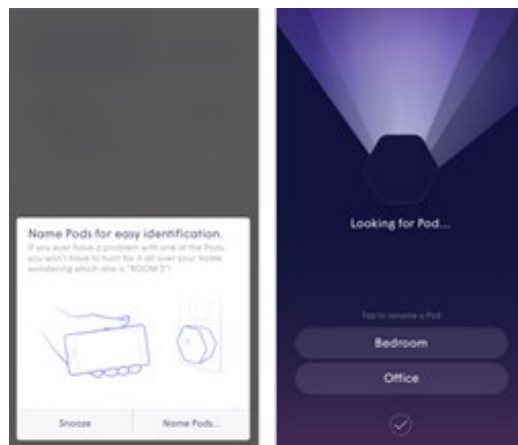 Name Pods for easy identification.
If you ever have a problem with one of the Pods,
you won't have to hunt for it all over your home
wondering which one is "ROOM 2"!
Snooze
Name Pods...
Looking for Pod...
Tap to rename a Pod
Bedroom
Office